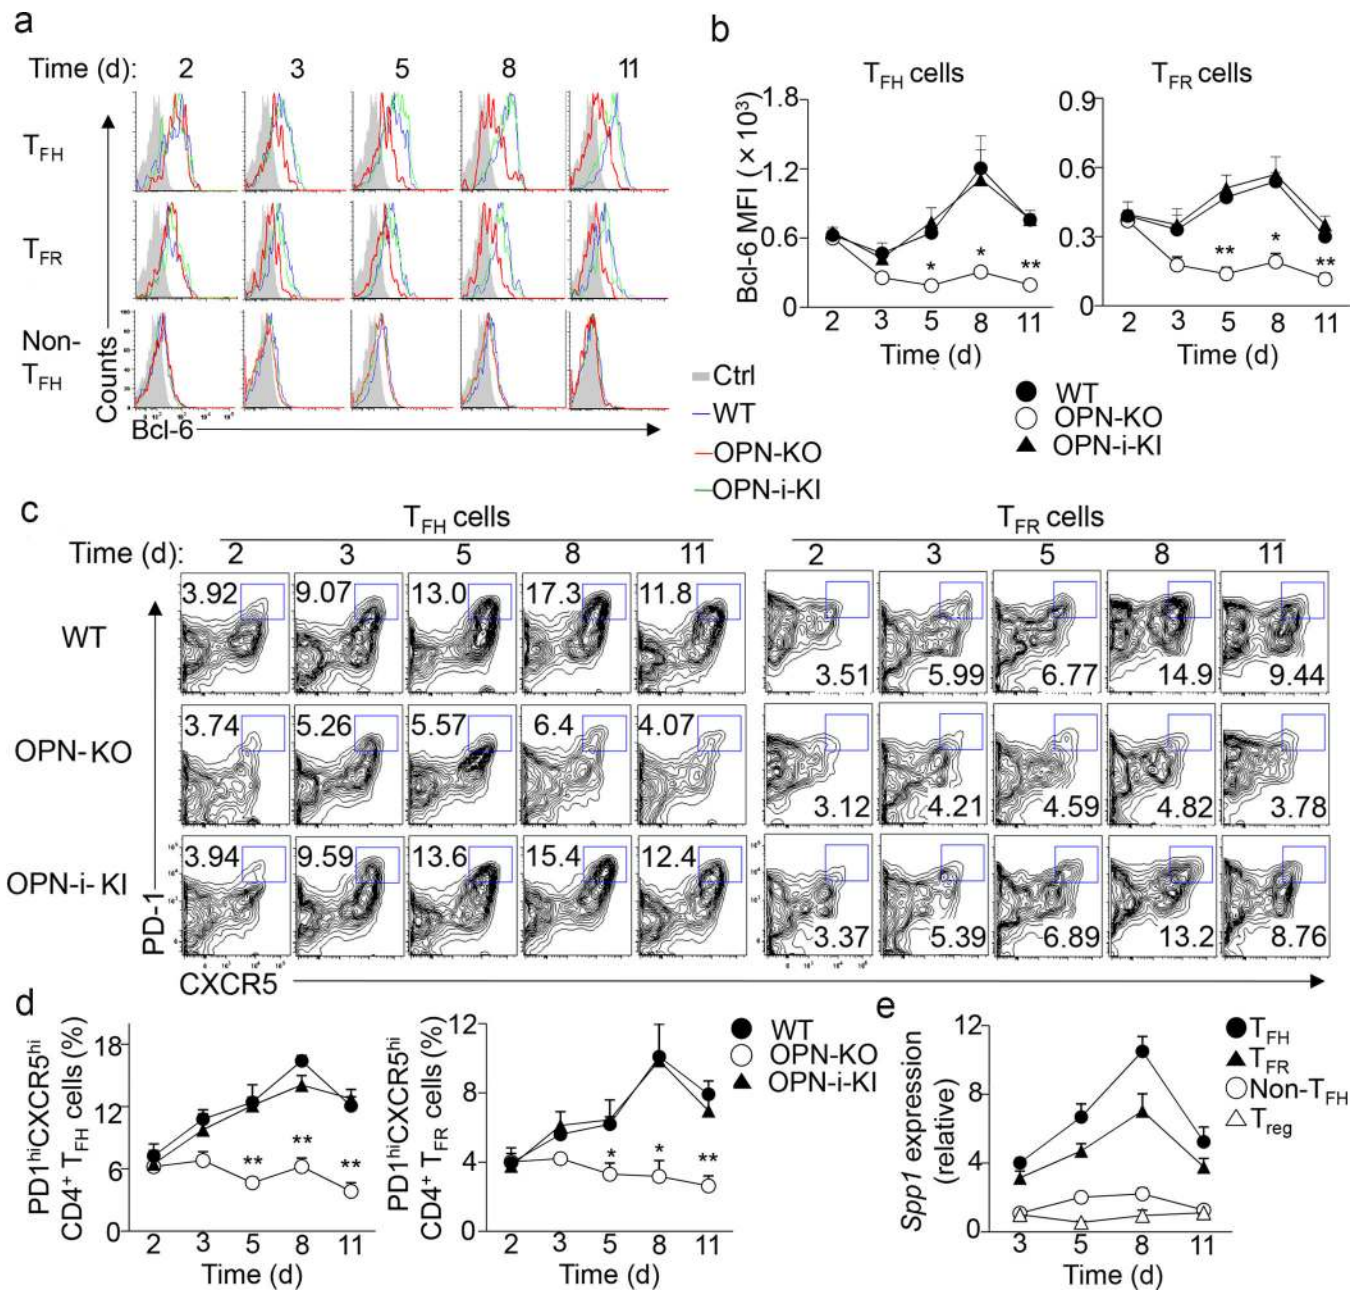 a
Time (d): 2 3 5 8 11
TFH
TFR
Non-
TFH
Counts
Bcl-6
b
TFH cells
TFR cells
Bcl-6 MFI (× 10³)
1.8
1.2
0.6
0
0.9
0.6
0.3
0
* * **
** * **
2 3 5 8 11
2 3 5 8 11
Time (d)
Time (d)
Ctrl
WT
OPN-KO
OPN-i-KI
WT
OPN-KO
OPN-i-KI
c
TFH cells
TFR cells
Time (d): 2 3 5 8 11 2 3 5 8 11
WT
3.92 9.07 13.0 17.3 11.8
3.51 5.99 6.77 14.9 9.44
OPN-KO
3.74 5.26 5.57 6.4 4.07
3.12 4.21 4.59 4.82 3.78
OPN-i-KI
3.94 9.59 13.6 15.4 12.4
3.37 5.39 6.89 13.2 8.76
PD-1
CXCR5
d
PD1hiCXCR5hi
CD4+ TFH cells (%)
18
12
6
0
** ** **
2 3 5 8 11
Time (d)
PD1hiCXCR5hi
CD4+ TFR cells (%)
12
8
4
0
* * **
2 3 5 8 11
Time (d)
WT
OPN-KO
OPN-i-KI
e
Spp1 expression
(relative)
12
8
4
0
3 5 8 11
Time (d)
TFH
TFR
Non-TFH
Treg